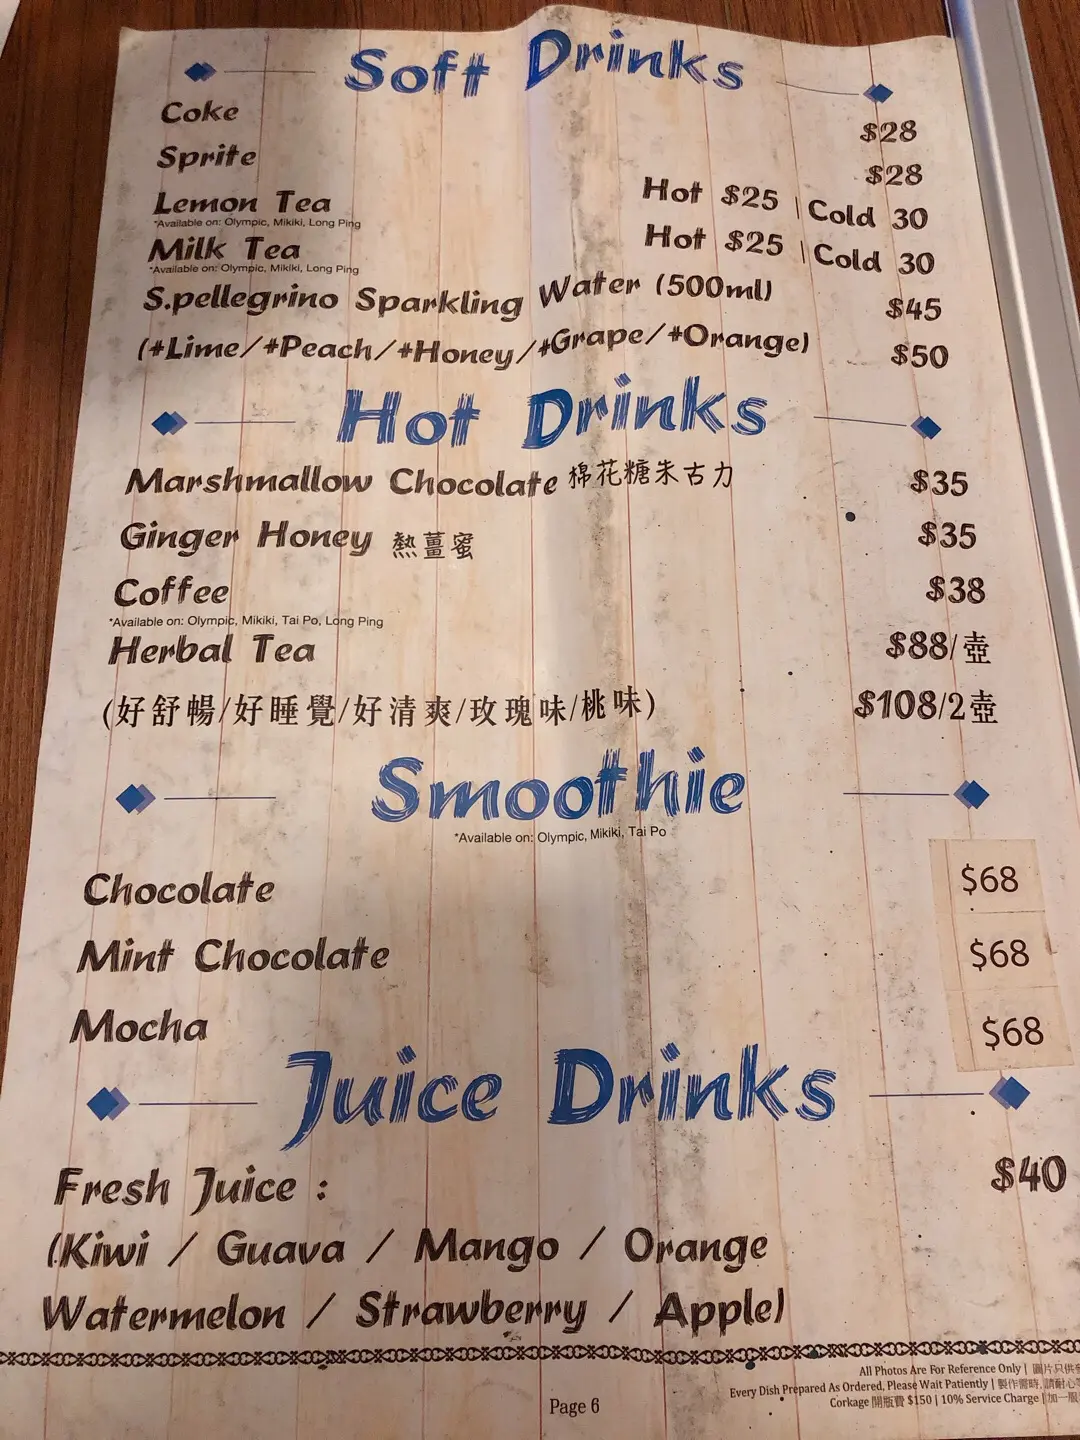 Soft Drinks
Coke $28
Sprite $28
Lemon Tea Hot $25 | Cold 30
*Available on: Olympic, Mikiki, Long Ping
Milk Tea Hot $25 | Cold 30
*Available on: Olympic, Mikiki, Long Ping
S.pellegrino Sparkling Water (500ml) $45
(+Lime/+Peach/+Honey/+Grape/+Orange) $50
Hot Drinks
Marshmallow Chocolate 棉花糖朱古力 $35
Ginger Honey 熱薑蜜 $35
Coffee $38
*Available on: Olympic, Mikiki, Tai Po, Long Ping
Herbal Tea $88/壺
(好舒暢/好睡覺/好清爽/玫瑰味/桃味) $108/2壺
Smoothie
*Available on: Olympic, Mikiki, Tai Po
Chocolate $68
Mint Chocolate $68
Mocha $68
Juice Drinks
Fresh Juice : $40
(Kiwi / Guava / Mango / Orange
Watermelon / Strawberry / Apple)
All Photos Are For Reference Only | 圖片只供
Every Dish Prepared As Ordered, Please Wait Patiently | 製作需時, 請耐心
Corkage 開瓶費 $150 | 10% Service Charge | 加一服
Page 6